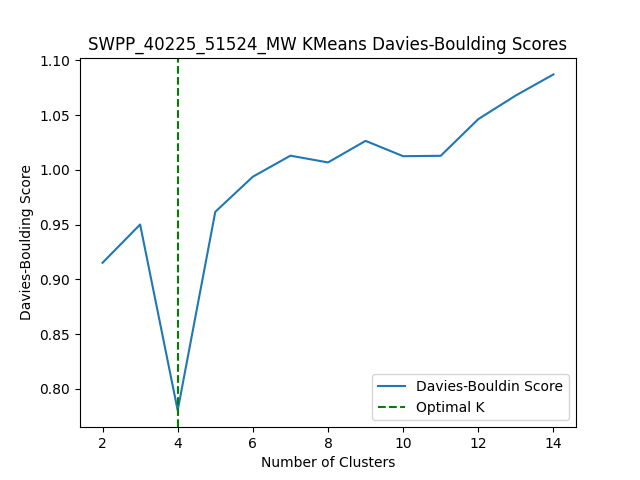 SWPP_40225_51524_MW KMeans Davies-Boulding Scores
1.10
1.05
1.00
0.95
0.90
0.85
0.80
Davies-Boulding Score
Davies-Bouldin Score
Optimal K
2 4 6 8 10 12 14
Number of Clusters